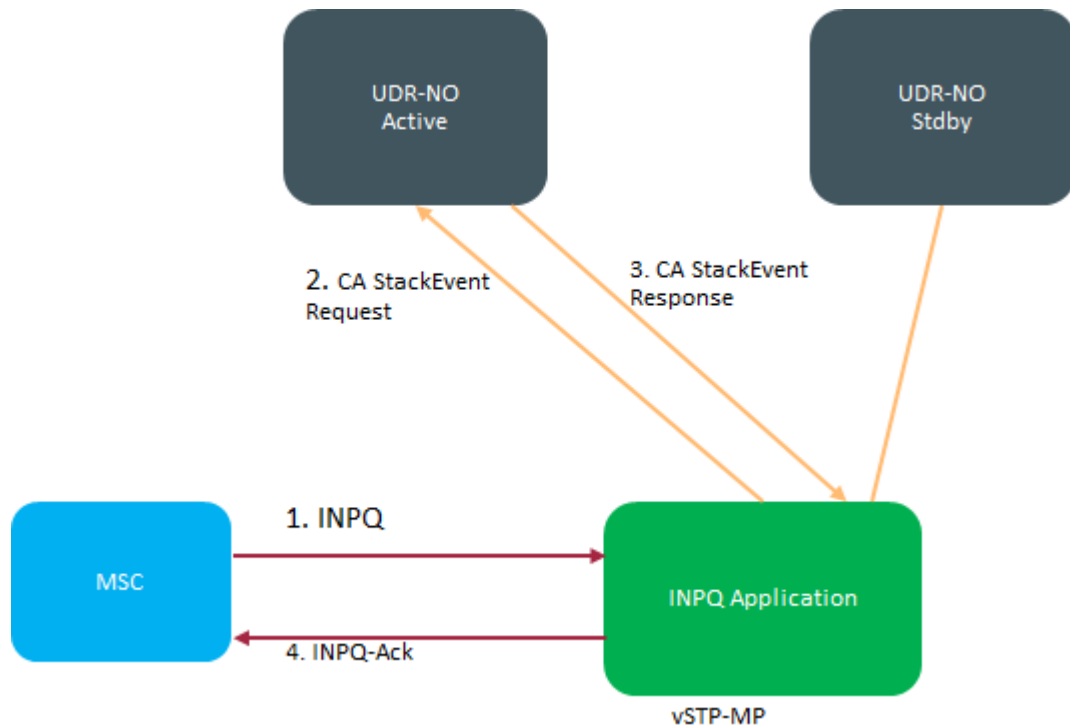 UDR-NO
Active
UDR-NO
Stdby
2. CA StackEvent
Request
3. CA StackEvent
Response
1. INPQ
MSC
INPQ Application
4. INPQ-Ack
vSTP-MP